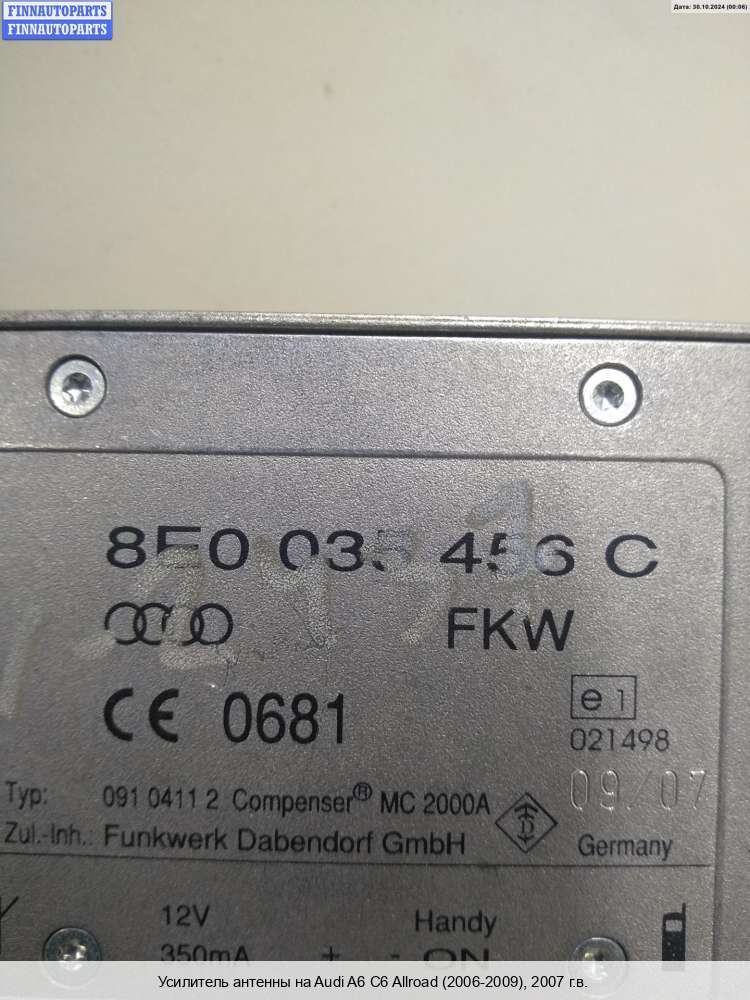 FINNAUTOPARTS
FINNAUTOPARTS
Дата: 30.10.2024 (00:06)
8E0 035 456 C
FKW
CE 0681
e1
021498
09/07
Typ: 091 0411 2 Compenser® MC 2000A
Zul.-Inh.: Funkwerk Dabendorf GmbH
Germany
12V
Handy
350mA + - ON
Усилитель антенны на Audi A6 C6 Allroad (2006-2009), 2007 г.в.